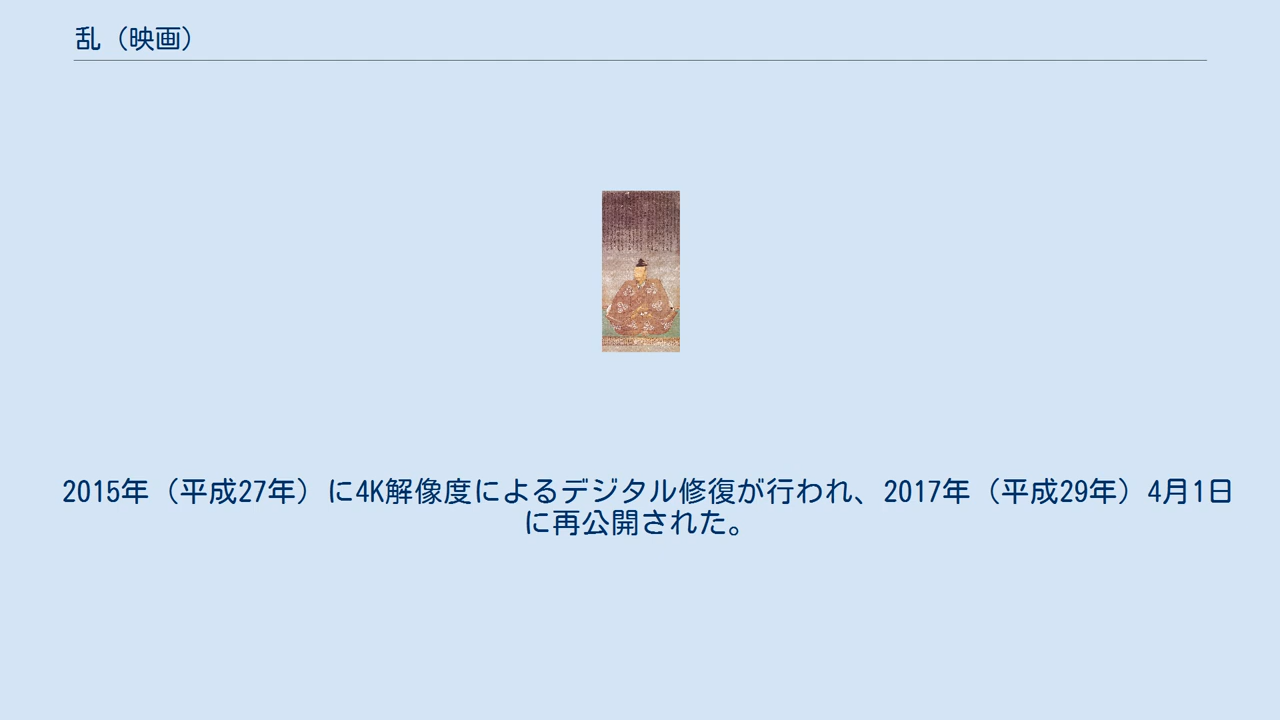 乱（映画）
2015年（平成27年）に4K解像度によるデジタル修復が行われ、2017年（平成29年）4月1日
に再公開された。